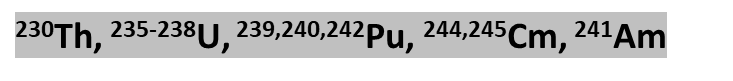 ²³⁰Th, ²³⁵⁻²³⁸U, ²³⁹,²⁴⁰,²⁴²Pu, ²⁴⁴,²⁴⁵Cm, ²⁴¹Am